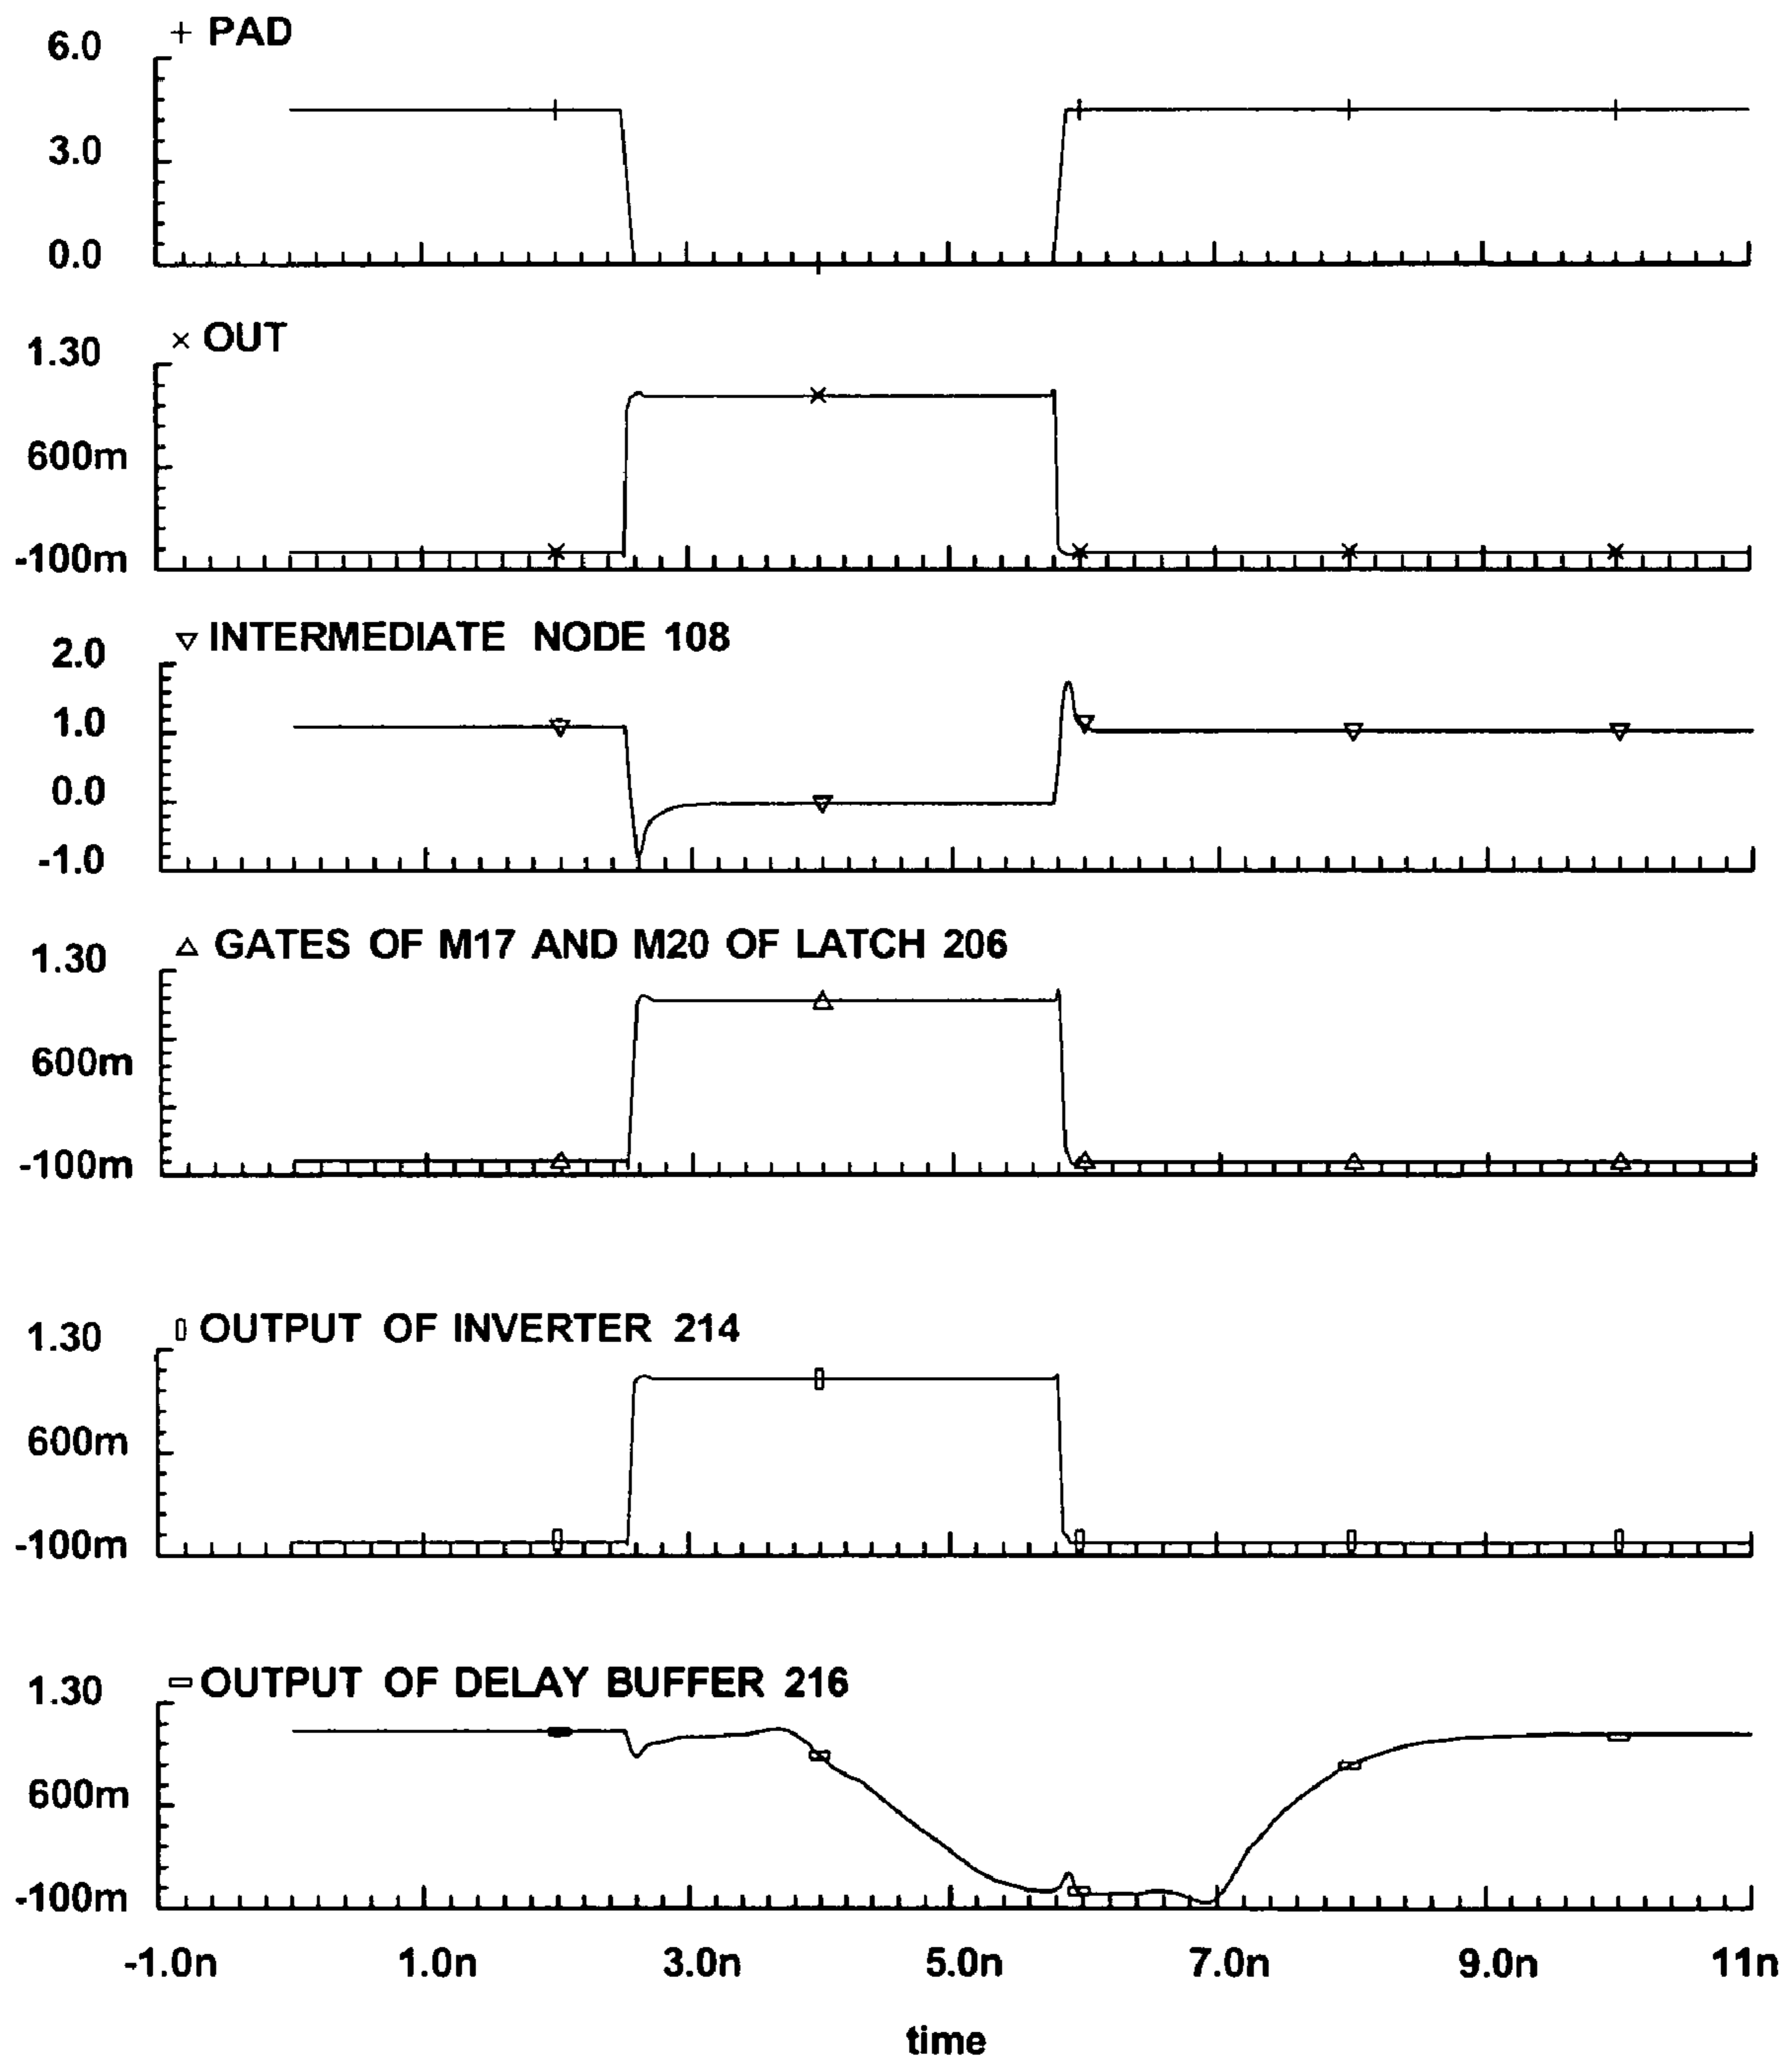 + PAD
6.0
3.0
0.0
× OUT
1.30
600m
-100m
▽ INTERMEDIATE NODE 108
2.0
1.0
0.0
-1.0
△ GATES OF M17 AND M20 OF LATCH 206
1.30
600m
-100m
▯ OUTPUT OF INVERTER 214
1.30
600m
-100m
▭ OUTPUT OF DELAY BUFFER 216
1.30
600m
-100m
-1.0n 1.0n 3.0n 5.0n 7.0n 9.0n 11n
time